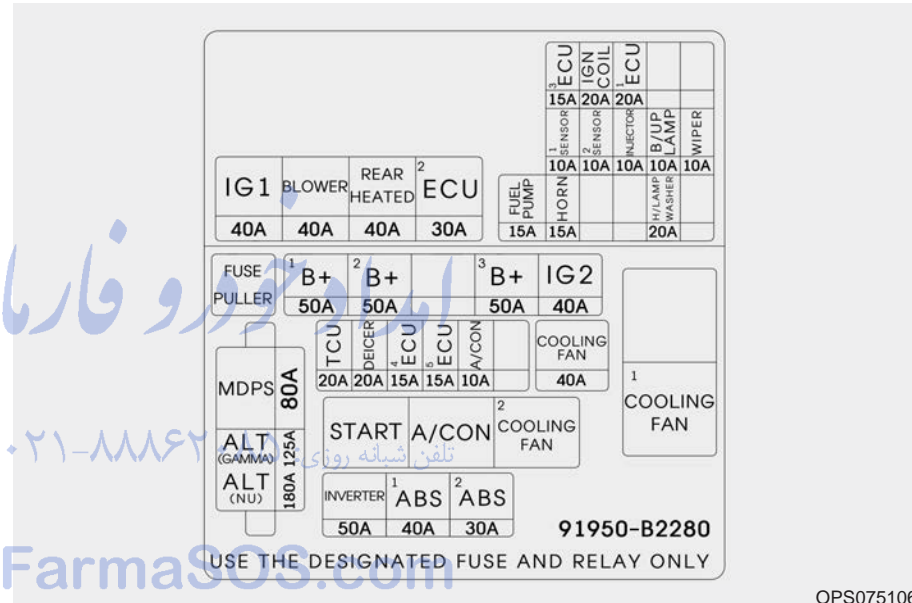 3 ECU IGN COIL 1 ECU
15A 20A 20A
1 SENSOR 2 SENSOR INJECTOR B/UP LAMP WIPER
10A 10A 10A 10A 10A
IG1 BLOWER REAR HEATED 2 ECU
40A 40A 40A 30A
FUEL PUMP HORN H/LAMP WASHER
15A 15A 20A
FUSE PULLER
1 B+ 2 B+ 3 B+ IG2
50A 50A 50A 40A
TCU DEICER 4 ECU 5 ECU A/CON
20A 20A 15A 15A 10A
COOLING FAN
40A
1 COOLING FAN
MDPS 80A
ALT (GAMMA) 125A
ALT (NU) 180A
START A/CON 2 COOLING FAN
INVERTER 1 ABS 2 ABS
50A 40A 30A
91950-B2280
USE THE DESIGNATED FUSE AND RELAY ONLY
امداد خودرو فارما
تلفن شبانه روزی:
FarmaSOS.com
OPS075106